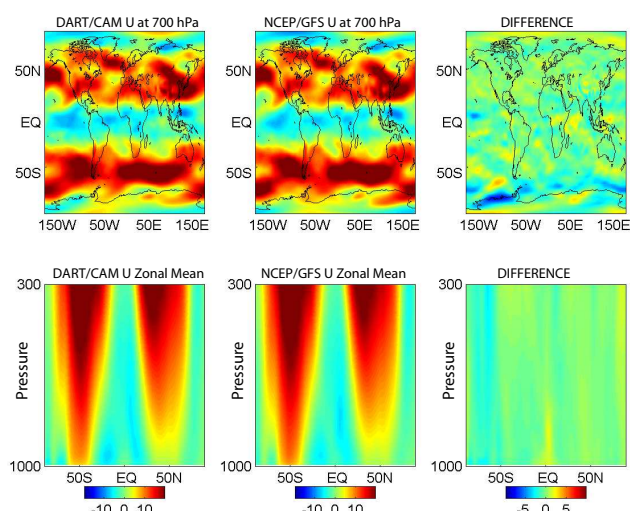 DART/CAM U at 700 hPa NCEP/GFS U at 700 hPa DIFFERENCE
50N 50N 50N
EQ EQ EQ
50S 50S 50S
150W 50W 50E 150E 150W 50W 50E 150E 150W 50W 50E 150E
DART/CAM U Zonal Mean NCEP/GFS U Zonal Mean DIFFERENCE
300 300 300
Pressure Pressure Pressure
1000 1000 1000
50S EQ 50N 50S EQ 50N 50S EQ 50N
-10 0 10 -10 0 10 -5 0 5